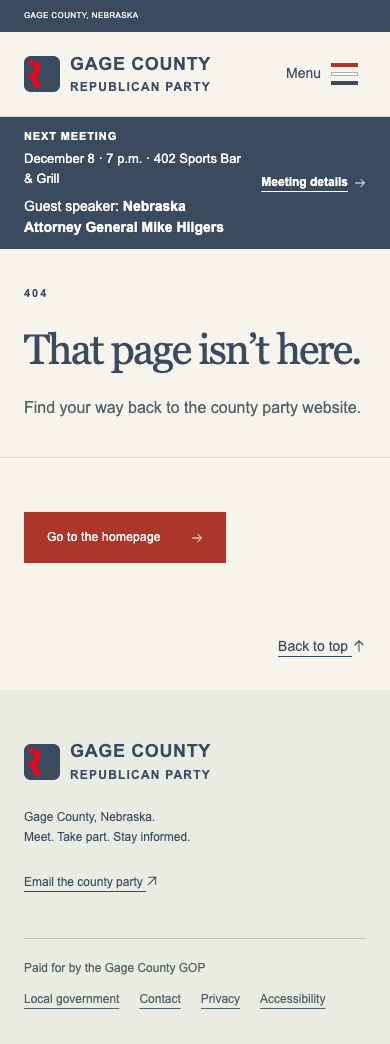 GAGE COUNTY, NEBRASKA
GAGE COUNTY
REPUBLICAN PARTY
Menu
NEXT MEETING
December 8 · 7 p.m. · 402 Sports Bar
& Grill
Guest speaker: Nebraska
Attorney General Mike Hilgers
Meeting details →
404
That page isn’t here.
Find your way back to the county party website.
Go to the homepage →
Back to top ↑
GAGE COUNTY
REPUBLICAN PARTY
Gage County, Nebraska.
Meet. Take part. Stay informed.
Email the county party ↗
Paid for by the Gage County GOP
Local government Contact Privacy Accessibility